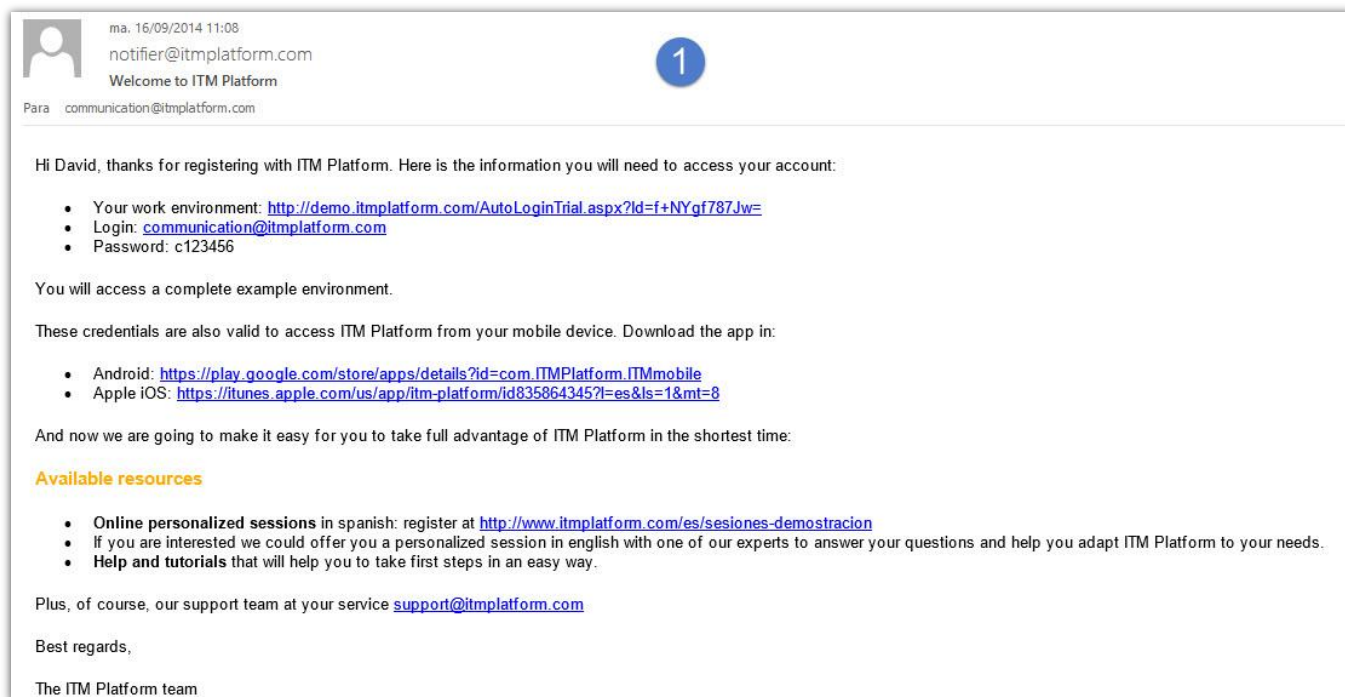 ma. 16/09/2014 11:08
notifier@itmplatform.com
1
Welcome to ITM Platform
Para communication@itmplatform.com
Hi David, thanks for registering with ITM Platform. Here is the information you will need to access your account:
• Your work environment: http://demo.itmplatform.com/AutoLoginTrial.aspx?Id=f+NYgf787Jw=
• Login: communication@itmplatform.com
• Password: c123456
You will access a complete example environment.
These credentials are also valid to access ITM Platform from your mobile device. Download the app in:
• Android: https://play.google.com/store/apps/details?id=com.ITMPlatform.ITMmobile
• Apple iOS: https://itunes.apple.com/us/app/itm-platform/id835864345?l=es&ls=1&mt=8
And now we are going to make it easy for you to take full advantage of ITM Platform in the shortest time:
Available resources
• Online personalized sessions in spanish: register at http://www.itmplatform.com/es/sesiones-demostracion
• If you are interested we could offer you a personalized session in english with one of our experts to answer your questions and help you adapt ITM Platform to your needs.
• Help and tutorials that will help you to take first steps in an easy way.
Plus, of course, our support team at your service support@itmplatform.com
Best regards,
The ITM Platform team